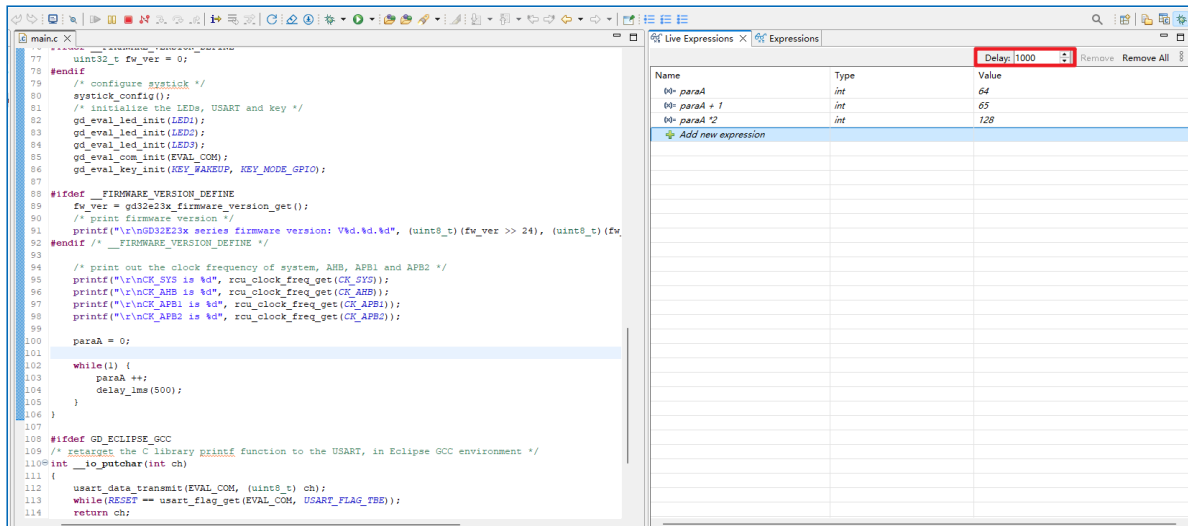 main.c
77 uint32_t fw_ver = 0;
78 #endif
79 /* configure systick */
80 systick_config();
81 /* initialize the LEDs, USART and key */
82 gd_eval_led_init(LED1);
83 gd_eval_led_init(LED2);
84 gd_eval_led_init(LED3);
85 gd_eval_com_init(EVAL_COM);
86 gd_eval_key_init(KEY_WAKEUP, KEY_MODE_GPIO);
87
88 #ifdef __FIRMWARE_VERSION_DEFINE
89 fw_ver = gd32e23x_firmware_version_get();
90 /* print firmware version */
91 printf("\r\nGD32E23x series firmware version: V%d.%d.%d", (uint8_t)(fw_ver >> 24), (uint8_t)(fw_
92 #endif /* __FIRMWARE_VERSION_DEFINE */
93
94 /* print out the clock frequency of system, AHB, APB1 and APB2 */
95 printf("\r\nCK_SYS is %d", rcu_clock_freq_get(CK_SYS));
96 printf("\r\nCK_AHB is %d", rcu_clock_freq_get(CK_AHB));
97 printf("\r\nCK_APB1 is %d", rcu_clock_freq_get(CK_APB1));
98 printf("\r\nCK_APB2 is %d", rcu_clock_freq_get(CK_APB2));
99
100 paraA = 0;
101
102 while(1) {
103 paraA ++;
104 delay_1ms(500);
105 }
106 }
107
108 #ifdef GD_ECLIPSE_GCC
109 /* retarget the C library printf function to the USART, in Eclipse GCC environment */
110 int __io_putchar(int ch)
111 {
112 usart_data_transmit(EVAL_COM, (uint8_t) ch);
113 while(RESET == usart_flag_get(EVAL_COM, USART_FLAG_TBE));
114 return ch;
Live Expressions Expressions
Delay: 1000 Remove Remove All
Name Type Value
(x)= paraA int 64
(x)= paraA + 1 int 65
(x)= paraA *2 int 128
Add new expression